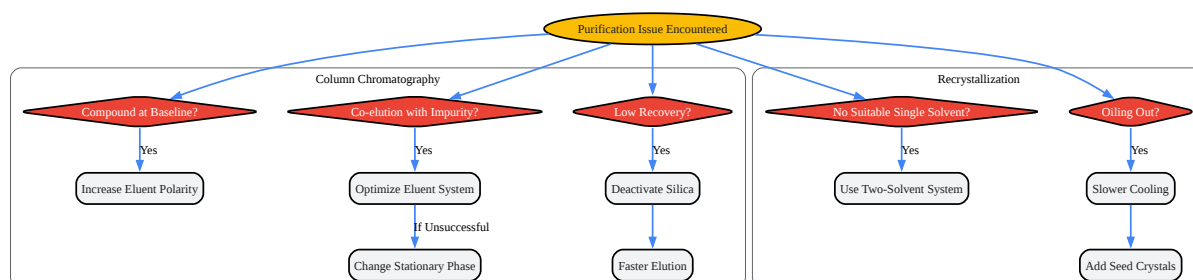 Purification Issue Encountered
Column Chromatography
Recrystallization
Compound at Baseline?
Co-elution with Impurity?
Low Recovery?
No Suitable Single Solvent?
Oiling Out?
Yes
Yes
Yes
Yes
Yes
Increase Eluent Polarity
Optimize Eluent System
Deactivate Silica
Use Two-Solvent System
Slower Cooling
If Unsuccessful
Change Stationary Phase
Faster Elution
Add Seed Crystals